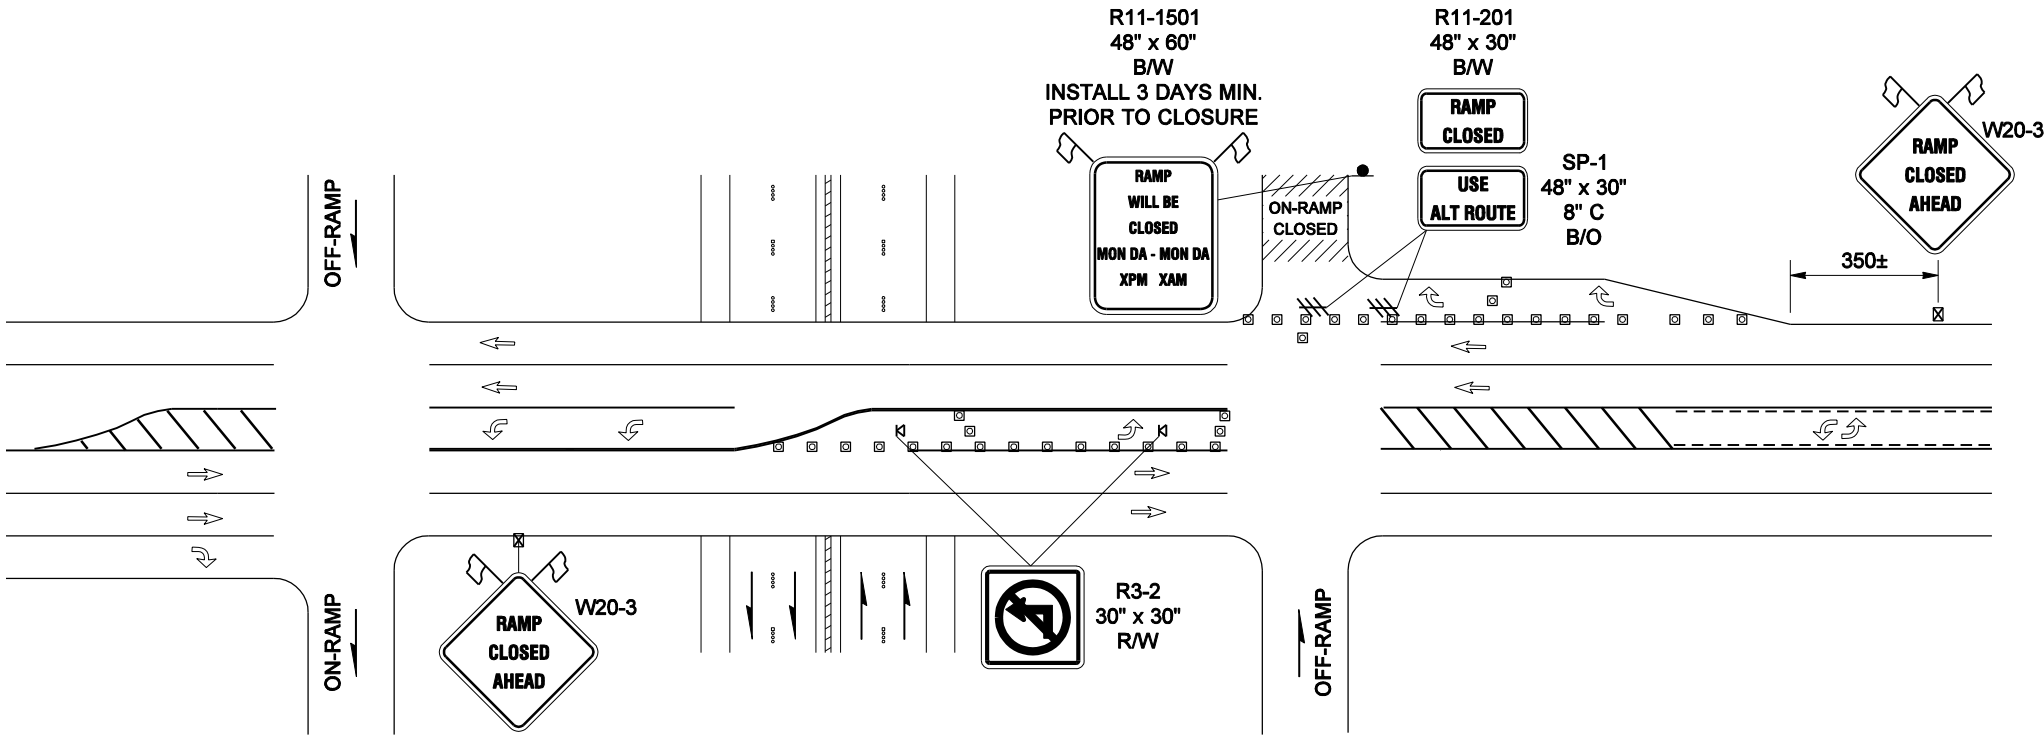 R11-1501
48" x 60"
B/W
INSTALL 3 DAYS MIN.
PRIOR TO CLOSURE
RAMP
WILL BE
CLOSED
MON DA - MON DA
XPM XAM
ON-RAMP
CLOSED
R11-201
48" x 30"
B/W
RAMP
CLOSED
USE
ALT ROUTE
SP-1
48" x 30"
8" C
B/O
W20-3
RAMP
CLOSED
AHEAD
350±
OFF-RAMP
ON-RAMP
W20-3
RAMP
CLOSED
AHEAD
R3-2
30" x 30"
R/W
OFF-RAMP